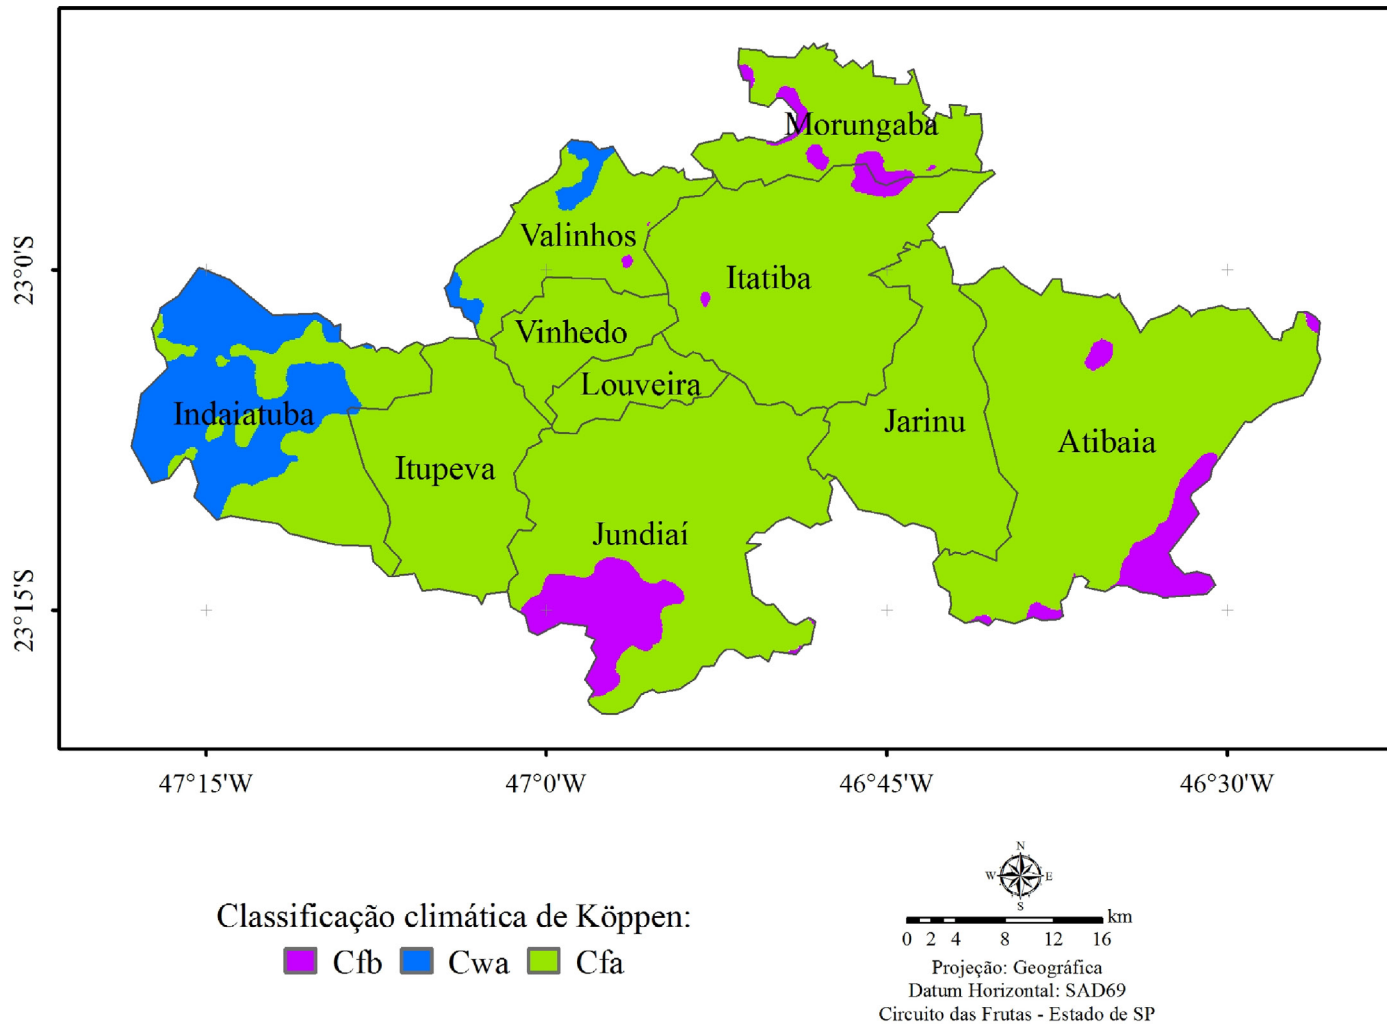 Morungaba
Valinhos
Itatiba
Vinhedo
Louveira
Indaiatuba
Jarinu
Atibaia
Itupeva
Jundiaí
23°0'S
23°15'S
47°15'W 47°0'W 46°45'W 46°30'W
N
W E
S
km
0 2 4 8 12 16
Classificação climática de Köppen:
Cfb Cwa Cfa
Projeção: Geográfica
Datum Horizontal: SAD69
Circuito das Frutas - Estado de SP